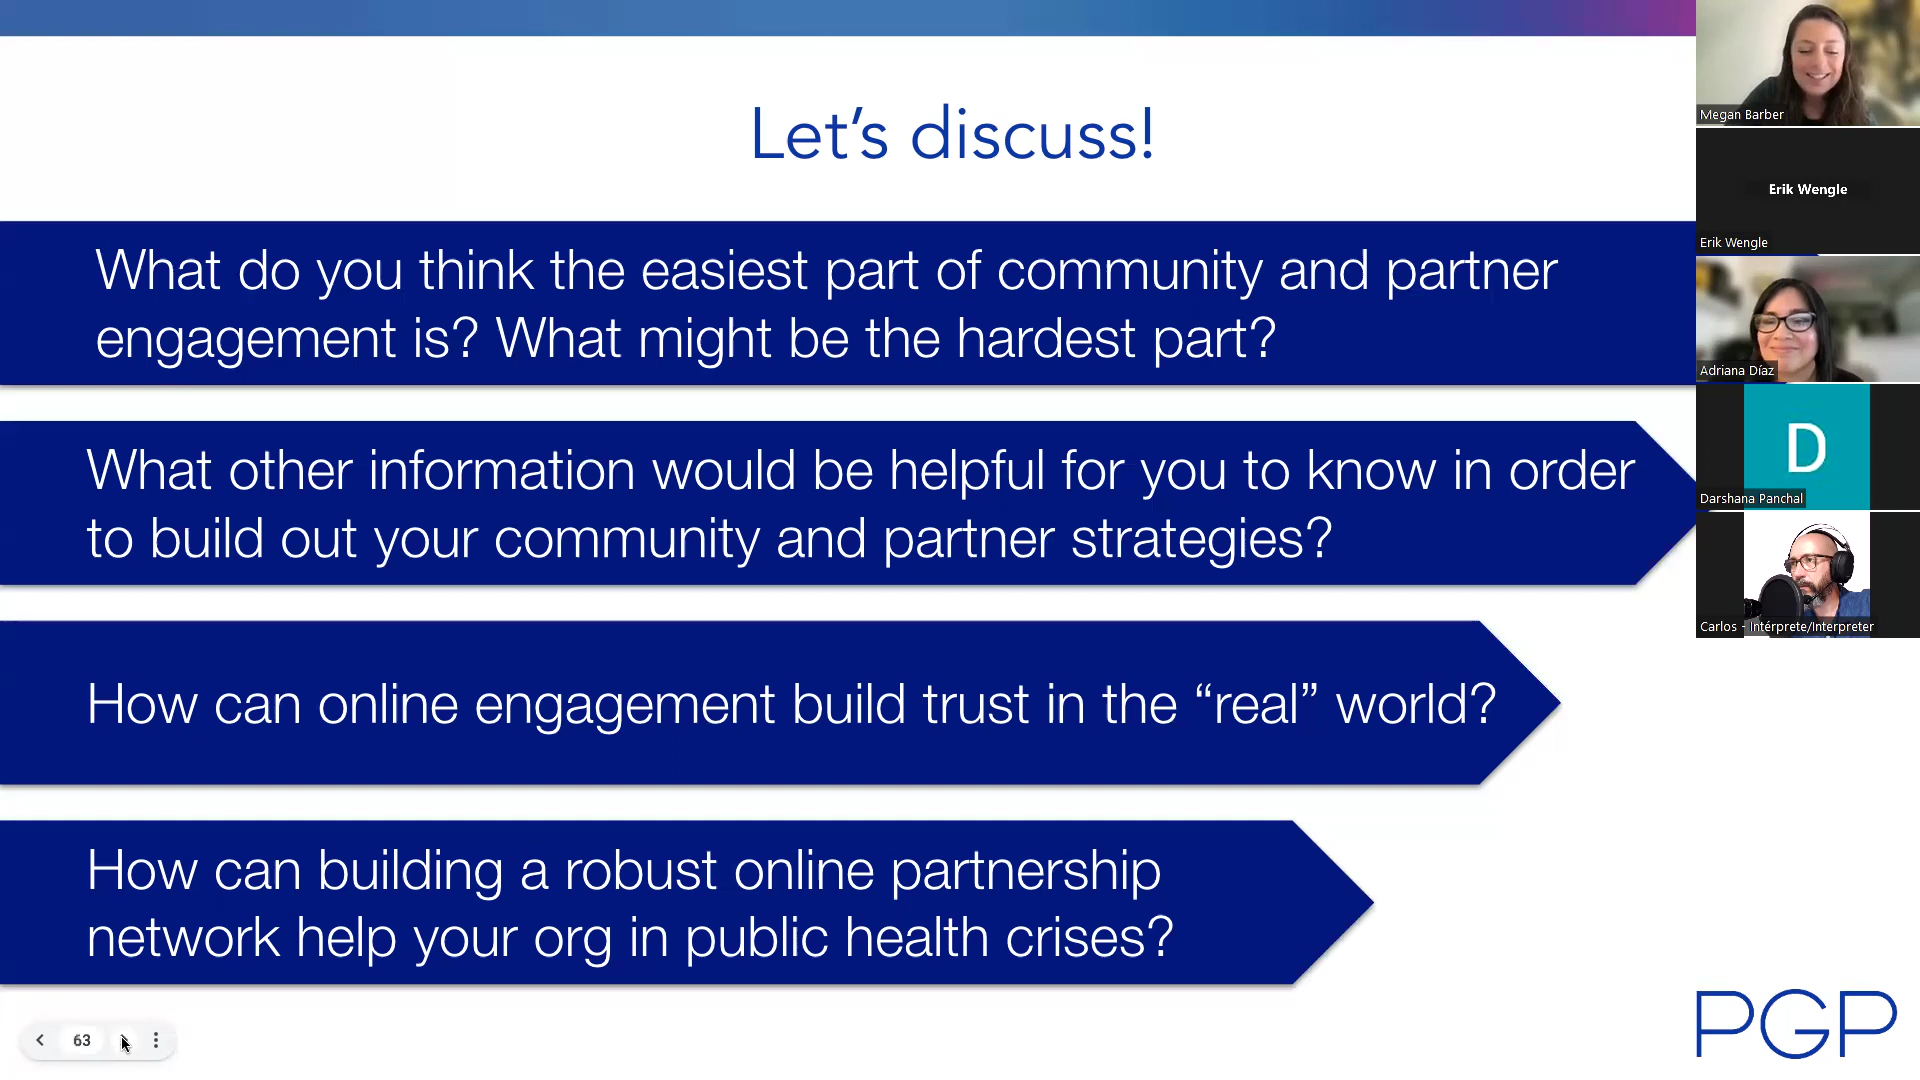 Let’s discuss!
What do you think the easiest part of community and partner
engagement is? What might be the hardest part?
What other information would be helpful for you to know in order
to build out your community and partner strategies?
How can online engagement build trust in the “real” world?
How can building a robust online partnership
network help your org in public health crises?
63
PGP
Megan Barber
Erik Wengle
Erik Wengle
Adriana Díaz
D
Darshana Panchal
Carlos - Intérprete/Interpreter